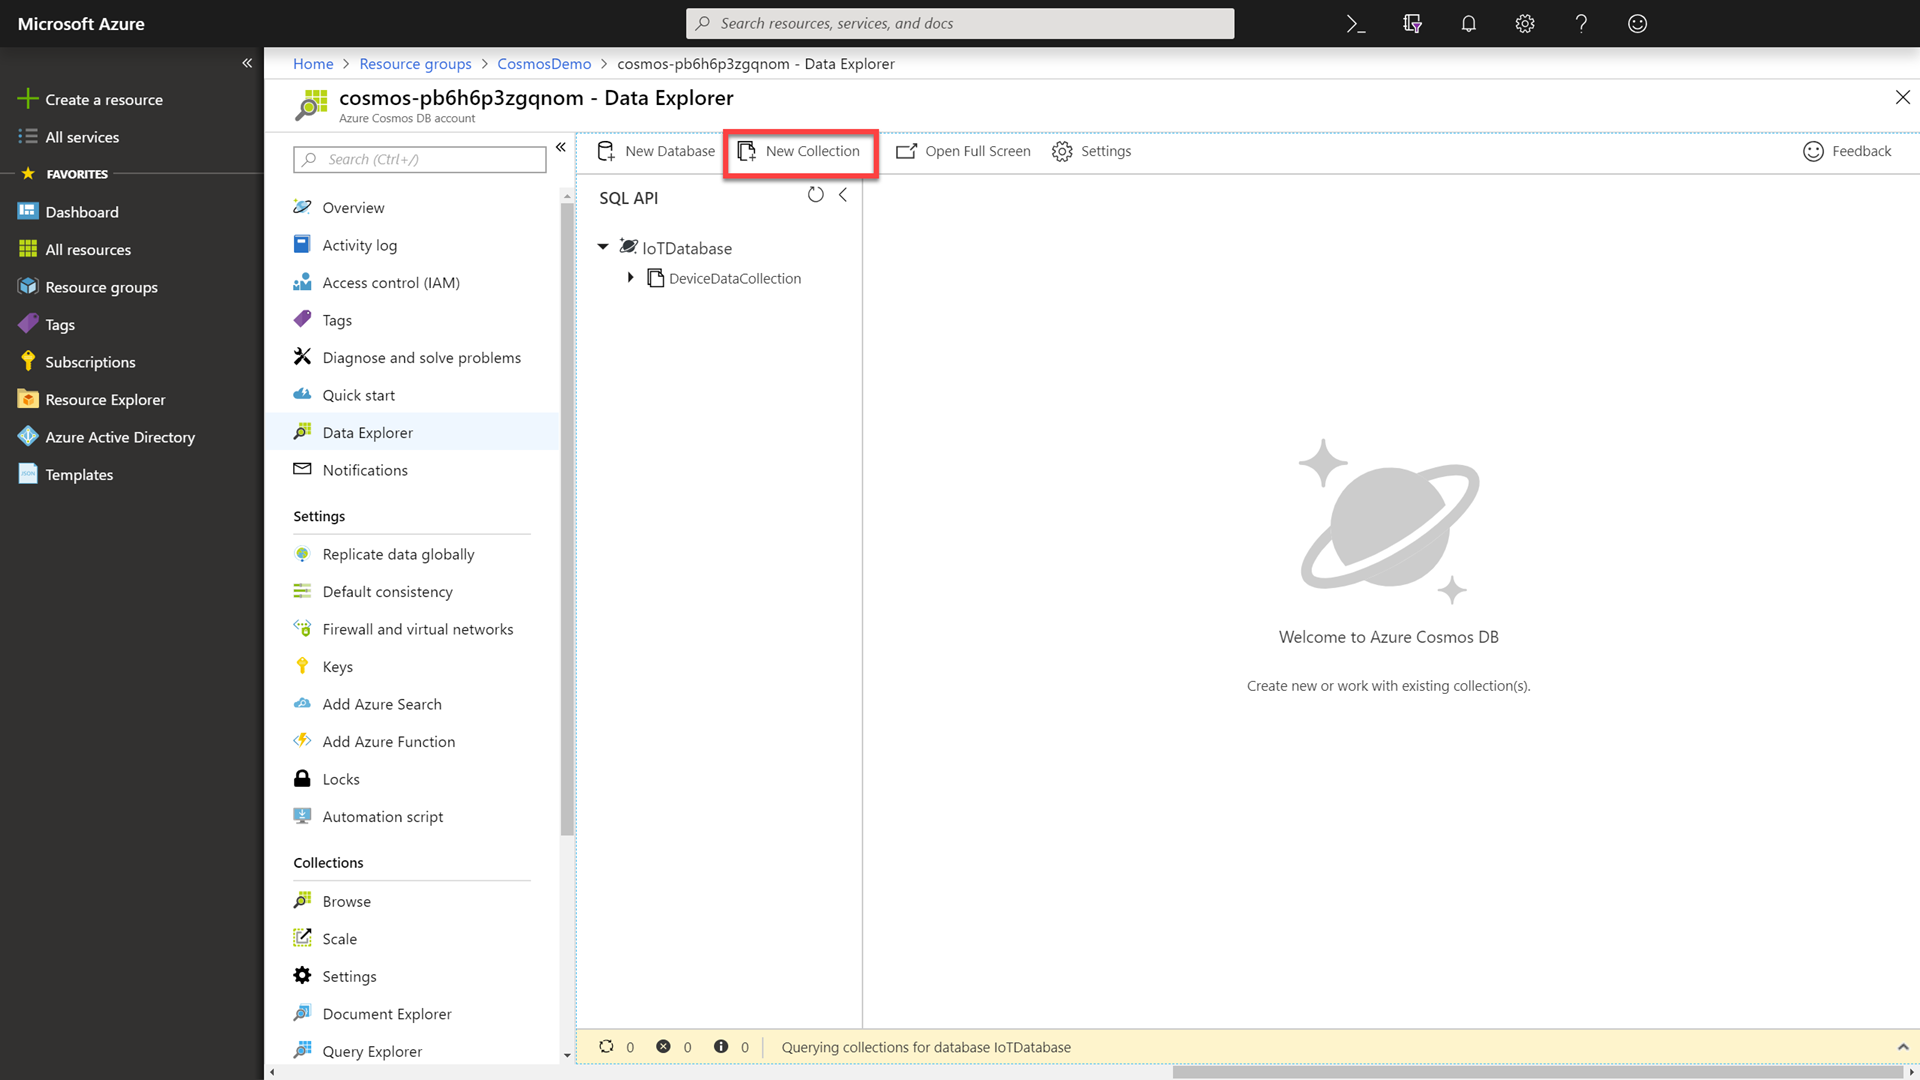 Microsoft Azure
Search resources, services, and docs
Create a resource
All services
FAVORITES
Dashboard
All resources
Resource groups
Tags
Subscriptions
Resource Explorer
Azure Active Directory
Templates
Home > Resource groups > CosmosDemo > cosmos-pb6h6p3zgqnom - Data Explorer
cosmos-pb6h6p3zgqnom - Data Explorer
Azure Cosmos DB account
Search (Ctrl+/)
Overview
Activity log
Access control (IAM)
Tags
Diagnose and solve problems
Quick start
Data Explorer
Notifications
Settings
Replicate data globally
Default consistency
Firewall and virtual networks
Keys
Add Azure Search
Add Azure Function
Locks
Automation script
Collections
Browse
Scale
Settings
Document Explorer
Query Explorer
New Database New Collection Open Full Screen Settings Feedback
SQL API
IoTDatabase
DeviceDataCollection
Welcome to Azure Cosmos DB
Create new or work with existing collection(s).
0 0 0 Querying collections for database IoTDatabase